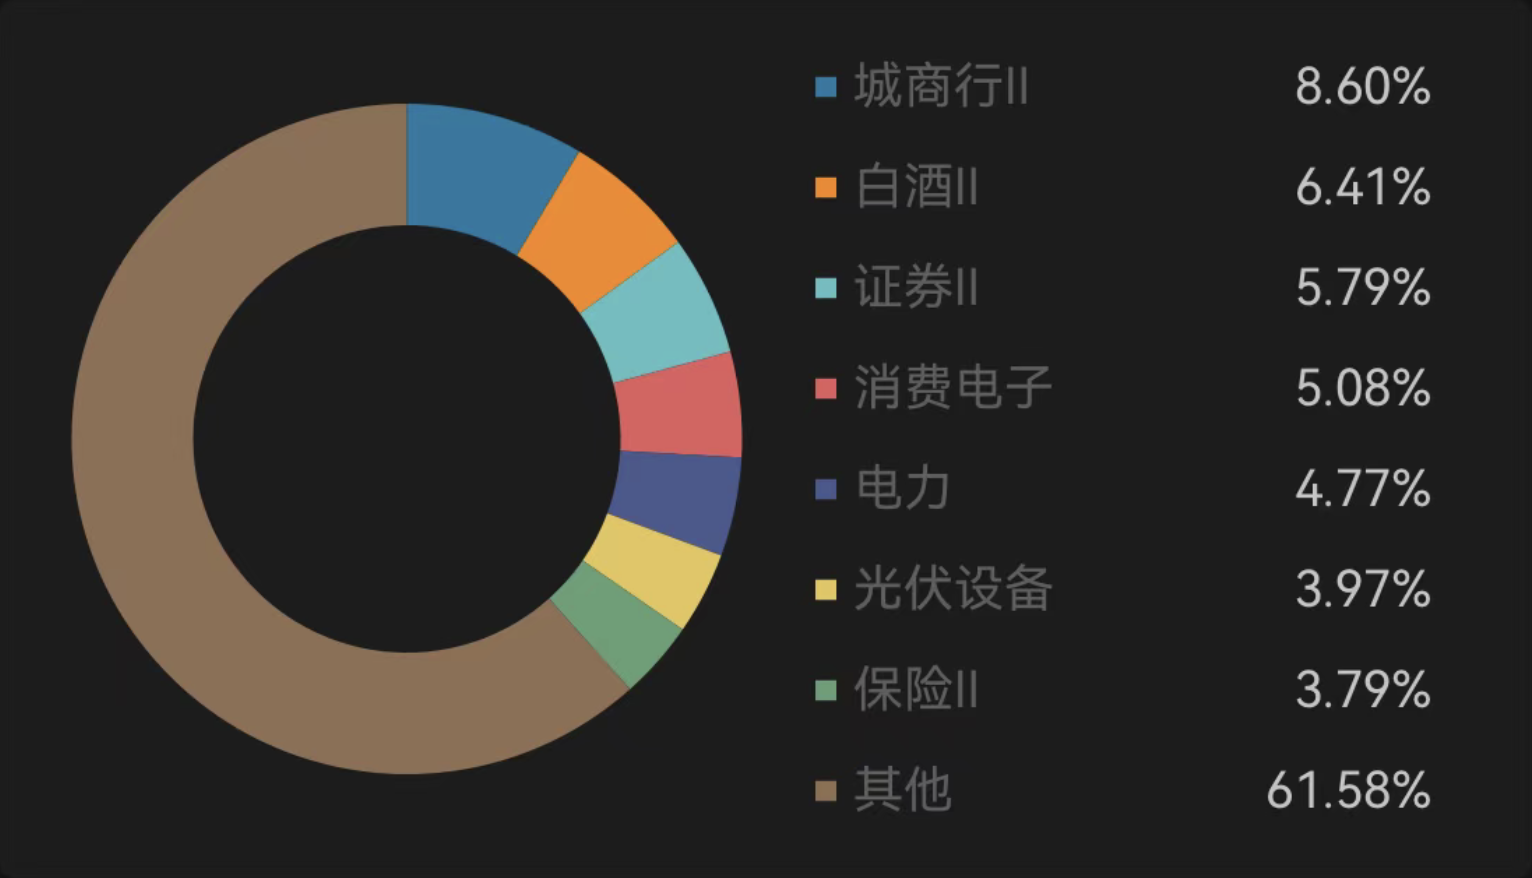 城商行II 8.60%
白酒II 6.41%
证券II 5.79%
消费电子 5.08%
电力 4.77%
光伏设备 3.97%
保险II 3.79%
其他 61.58%